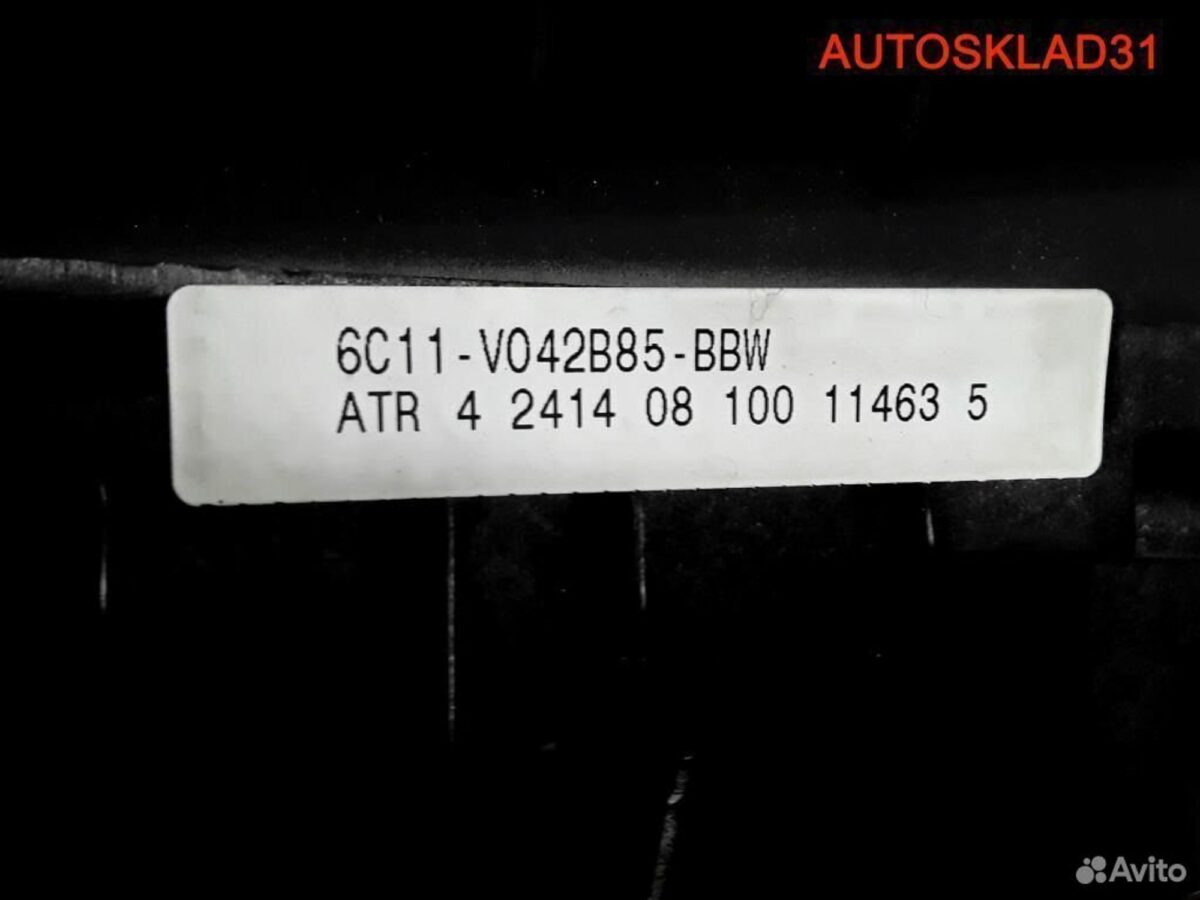 AUTOSKLAD31
6C11-V042B85-BBW
ATR 4 2414 08 100 11463 5
Avito